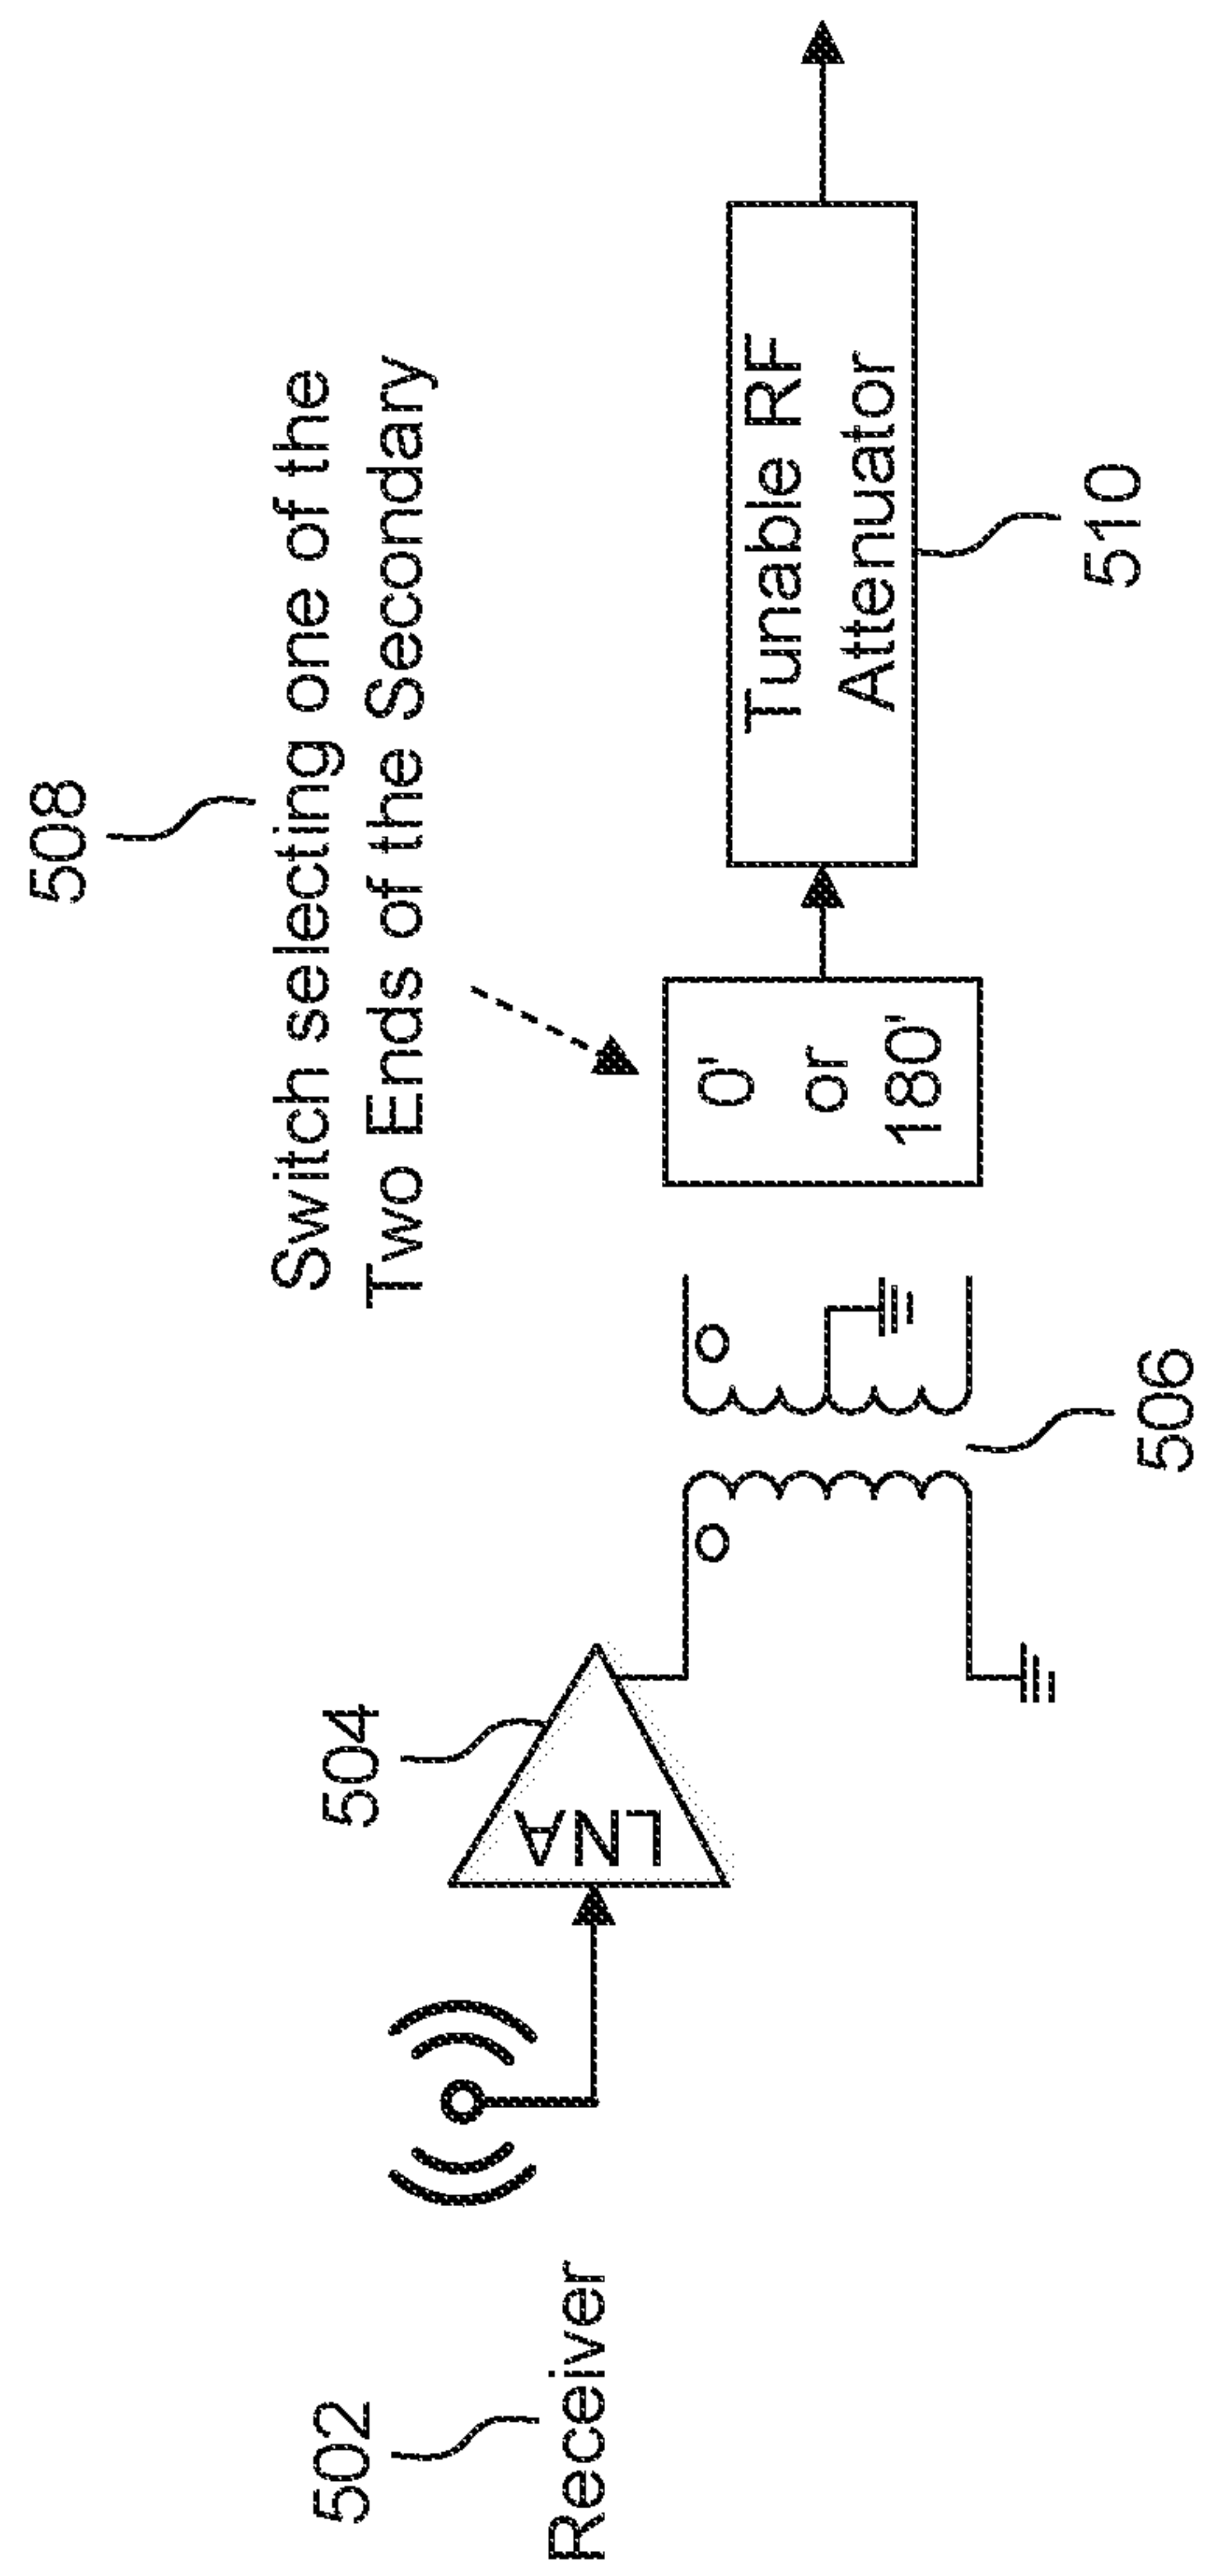 508
Switch selecting one of the
Two Ends of the Secondary
502
Receiver
504
LNA
506
0'
or
180'
Tunable RF
Attenuator
510